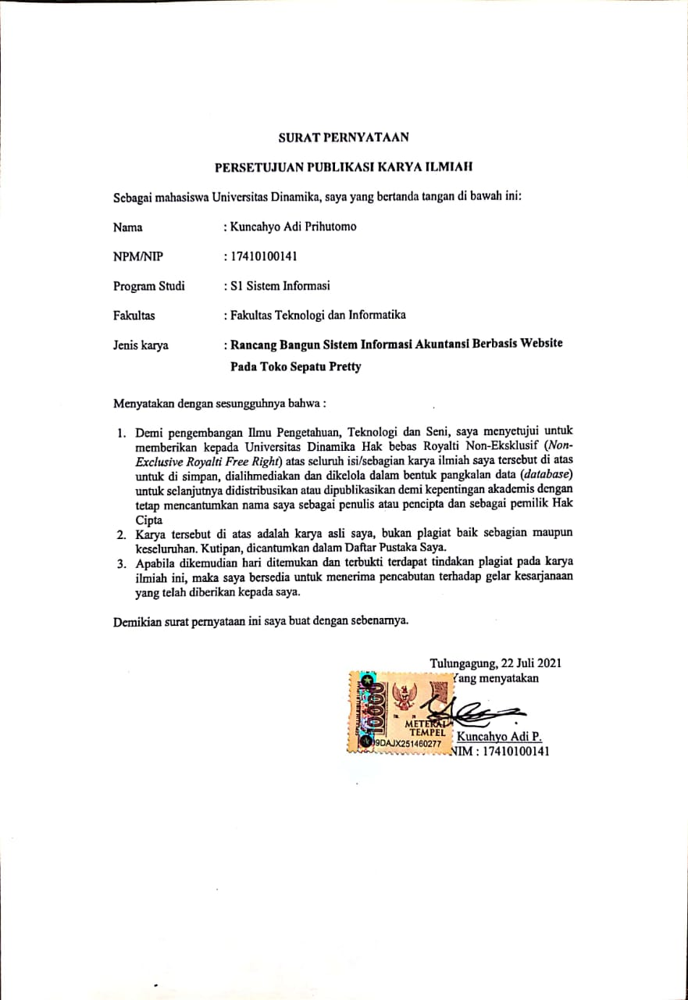 SURAT PERNYATAAN
PERSETUJUAN PUBLIKASI KARYA ILMIAH
Sebagai mahasiswa Universitas Dinamika, saya yang bertanda tangan di bawah ini:
Nama : Kuncahyo Adi Prihutomo
NPM/NIP : 17410100141
Program Studi : S1 Sistem Informasi
Fakultas : Fakultas Teknologi dan Informatika
Jenis karya : Rancang Bangun Sistem Informasi Akuntansi Berbasis Website
Pada Toko Sepatu Pretty
Menyatakan dengan sesungguhnya bahwa :
1. Demi pengembangan Ilmu Pengetahuan, Teknologi dan Seni, saya menyetujui untuk
memberikan kepada Universitas Dinamika Hak bebas Royalti Non-Eksklusif (Non-
Exclusive Royalti Free Right) atas seluruh isi/sebagian karya ilmiah saya tersebut di atas
untuk di simpan, dialihmediakan dan dikelola dalam bentuk pangkalan data (database)
untuk selanjutnya didistribusikan atau dipublikasikan demi kepentingan akademis dengan
tetap mencantumkan nama saya sebagai penulis atau pencipta dan sebagai pemilik Hak
Cipta
2. Karya tersebut di atas adalah karya asli saya, bukan plagiat baik sebagian maupun
keseluruhan. Kutipan, dicantumkan dalam Daftar Pustaka Saya.
3. Apabila dikemudian hari ditemukan dan terbukti terdapat tindakan plagiat pada karya
ilmiah ini, maka saya bersedia untuk menerima pencabutan terhadap gelar kesarjanaan
yang telah diberikan kepada saya.
Demikian surat pernyataan ini saya buat dengan sebenarnya.
Tulungagung, 22 Juli 2021
Yang menyatakan
10000
METERAI
TEMPEL
9DAJX251460277
Kuncahyo Adi P.
NIM : 17410100141